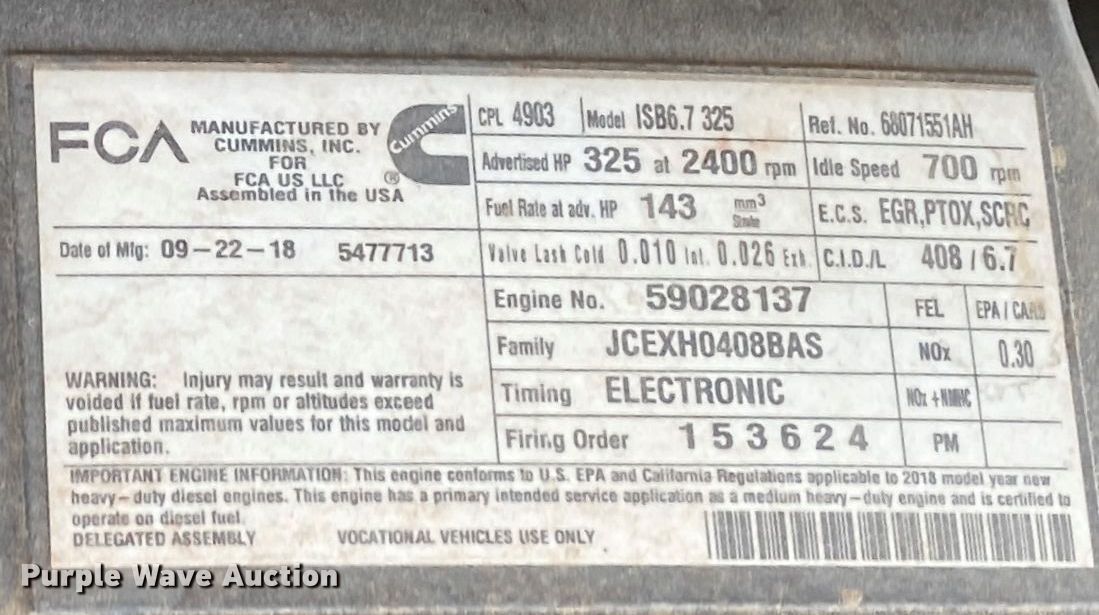 FCA
MANUFACTURED BY
CUMMINS, INC.
FOR
FCA US LLC
Assembled in the USA
Cummins
®
Date of Mfg: 09-22-18 5477713
WARNING: Injury may result and warranty is
voided if fuel rate, rpm or altitudes exceed
published maximum values for this model and
application.
CPL 4903 Model ISB6.7 325 Ref. No. 68071551AH
Advertised HP 325 at 2400 rpm Idle Speed 700 rpm
Fuel Rate at adv. HP 143 mm3 Stroke E.C.S. EGR,PTOX,SCRC
Valve Lash Cold 0.010 Int. 0.026 Exh. C.I.D./L 408 / 6.7
Engine No. 59028137 FEL EPA / CARB
Family JCEXH0408BAS NOx 0.30
Timing ELECTRONIC NOx +NMHC
Firing Order 1 5 3 6 2 4 PM
IMPORTANT ENGINE INFORMATION: This engine conforms to U.S. EPA and California Regulations applicable to 2018 model year new
heavy-duty diesel engines. This engine has a primary intended service application as a medium heavy-duty engine and is certified to
operate on diesel fuel.
DELEGATED ASSEMBLY VOCATIONAL VEHICLES USE ONLY
Purple Wave Auction